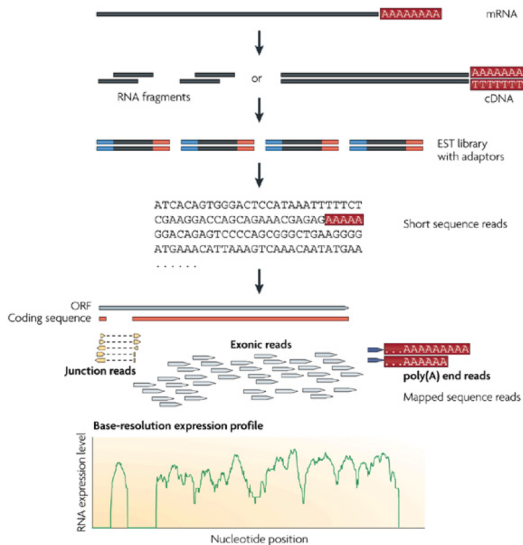 AAAAAAAA
mRNA
RNA fragments
or
AAAAAAA
TTTTTTT
cDNA
EST library
with adaptors
ATCACAGTGGGACTCCATAAATTTTTCT
CGAAGGACCAGCAGAAACGAGAGAAAAA
GGACAGAGTCCCCAGCGGGCTGAAGGGG
ATGAAACATTAAAGTCAAACAATATGAA
......
Short sequence reads
ORF
Coding sequence
Junction reads
Exonic reads
...AAAAAAAAA
...AAAAAA
poly(A) end reads
Mapped sequence reads
Base-resolution expression profile
RNA expression level
Nucleotide position